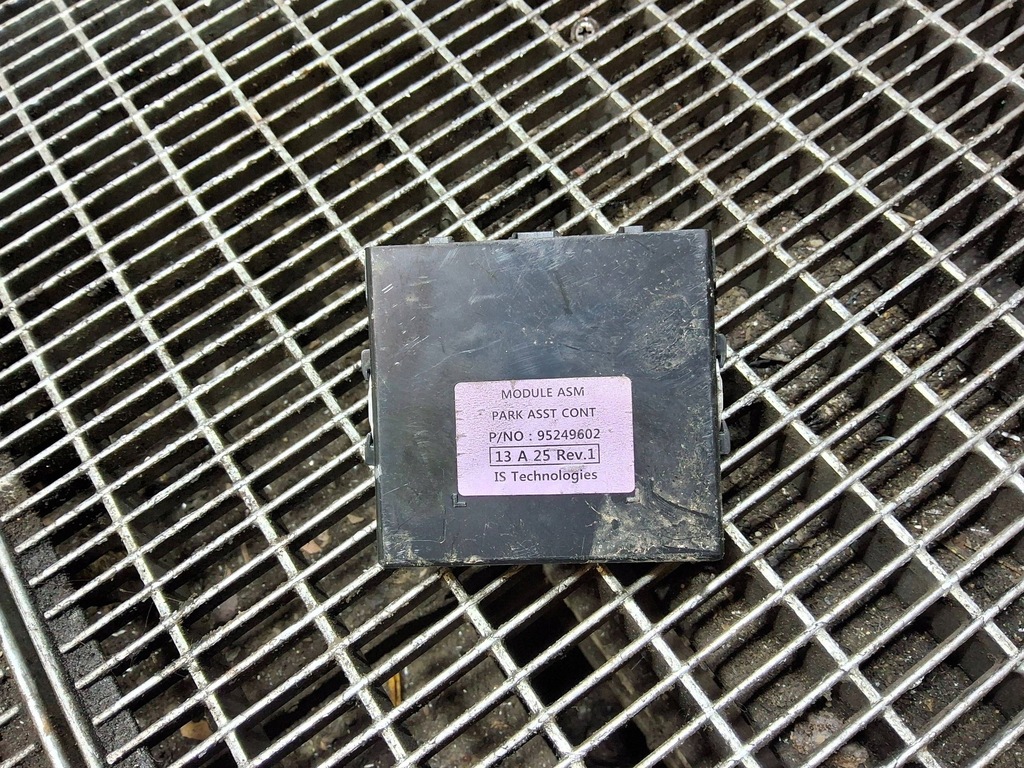 MODULE ASM
PARK ASST CONT
P/NO : 95249602
13 A 25 Rev.1
IS Technologies